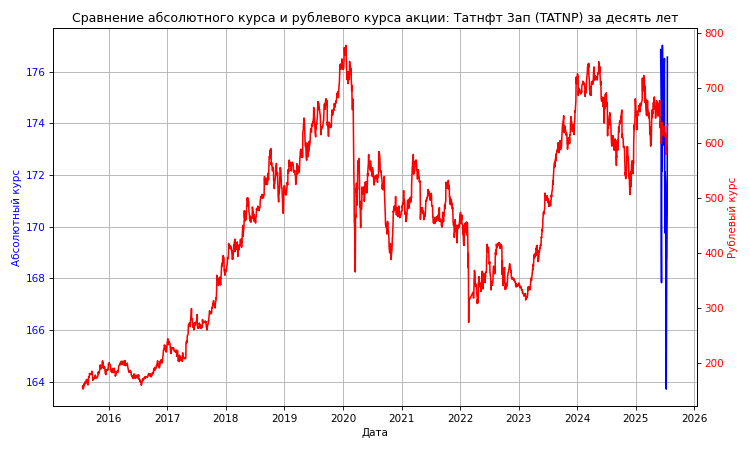 Сравнение абсолютного курса и рублевого курса акции: Татнфт 3ап (TATNP) за десять лет
Абсолютный курс
176
174
172
170
168
166
164
800
700
600
500
400
300
200
Рублевый курс
2016 2017 2018 2019 2020 2021 2022 2023 2024 2025 2026
Дата